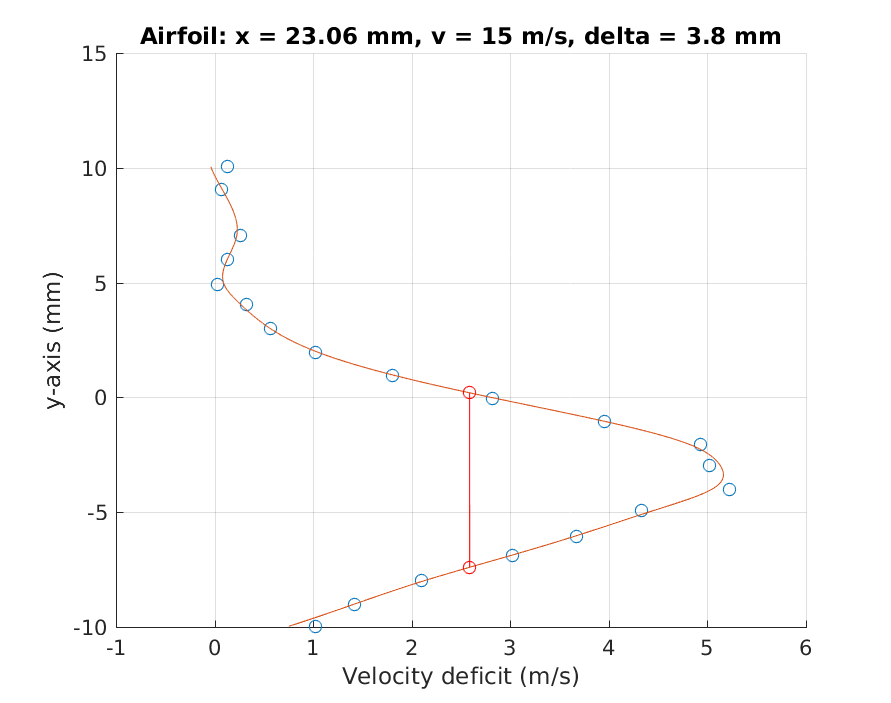 Airfoil: x = 23.06 mm, v = 15 m/s, delta = 3.8 mm
15
10
5
0
-5
-10
y-axis (mm)
-1 0 1 2 3 4 5 6
Velocity deficit (m/s)